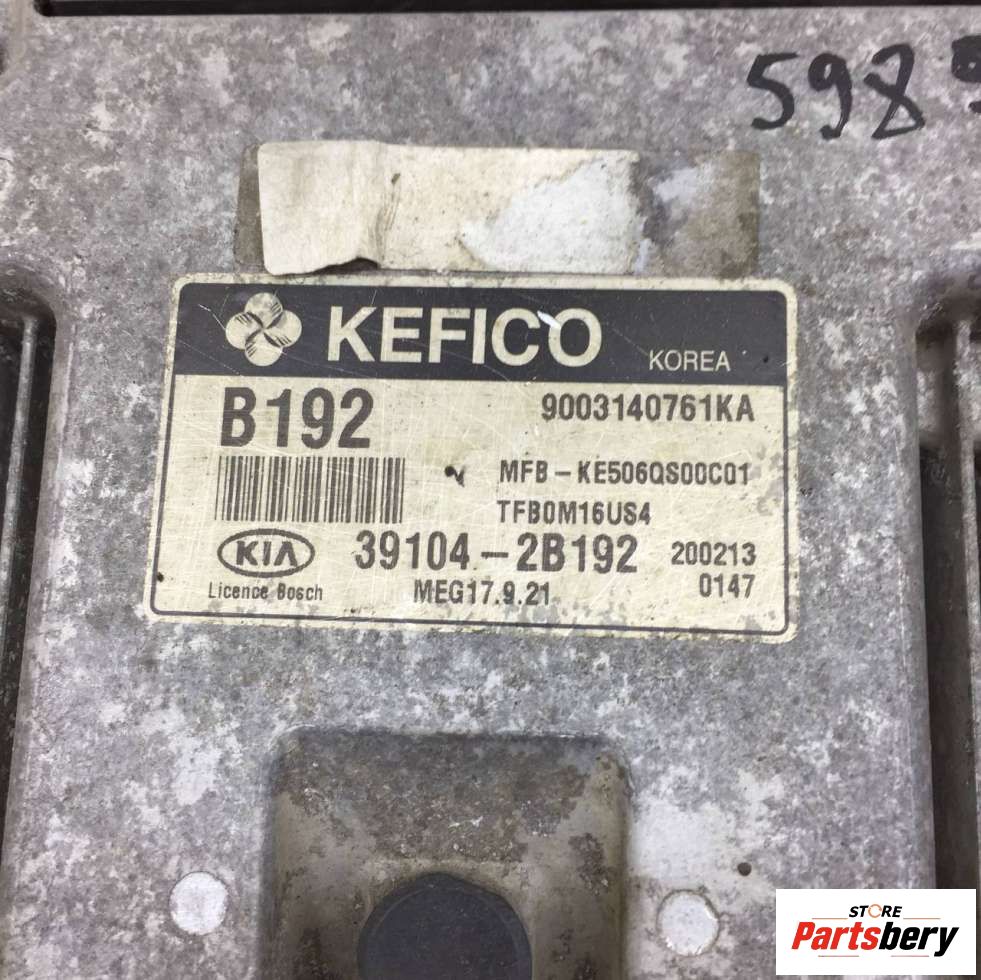 5989
KEFICO KOREA
B192 9003140761KA
MFB-KE506QS00C01
TFB0M16US4
KIA 39104-2B192 200213
Licence Bosch MEG17.9.21 0147
STORE
Partsbery